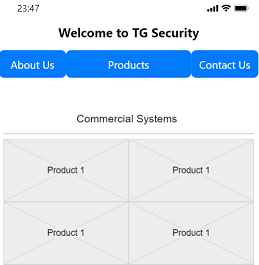 23:47
Welcome to TG Security
About Us Products Contact Us
Commercial Systems
Product 1 Product 1
Product 1 Product 1